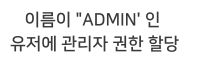 이름이 "ADMIN' 인
유저에 관리자 권한 할당